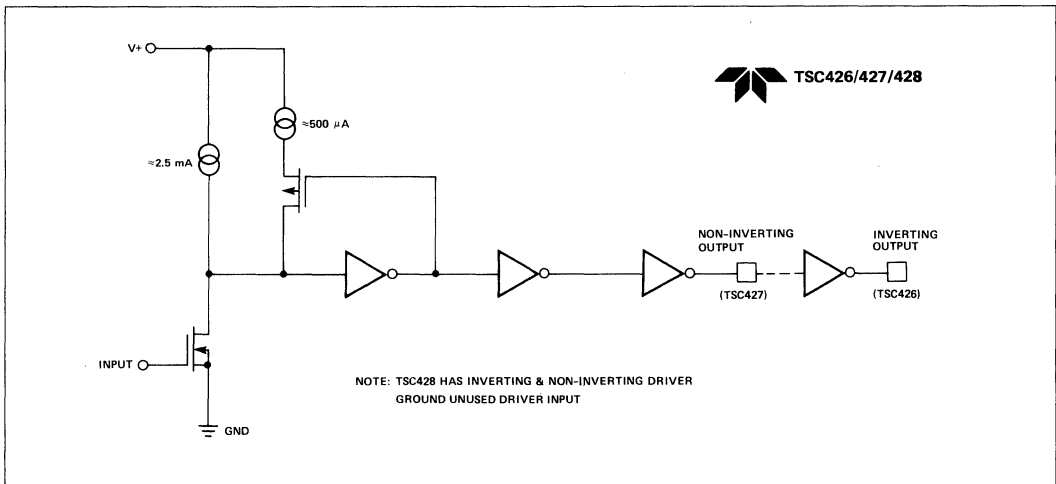 TSC426/427/428
V+
≈500 μA
≈2.5 mA
NON-INVERTING
OUTPUT
INVERTING
OUTPUT
(TSC427)
(TSC426)
INPUT
NOTE: TSC428 HAS INVERTING & NON-INVERTING DRIVER
GROUND UNUSED DRIVER INPUT
GND